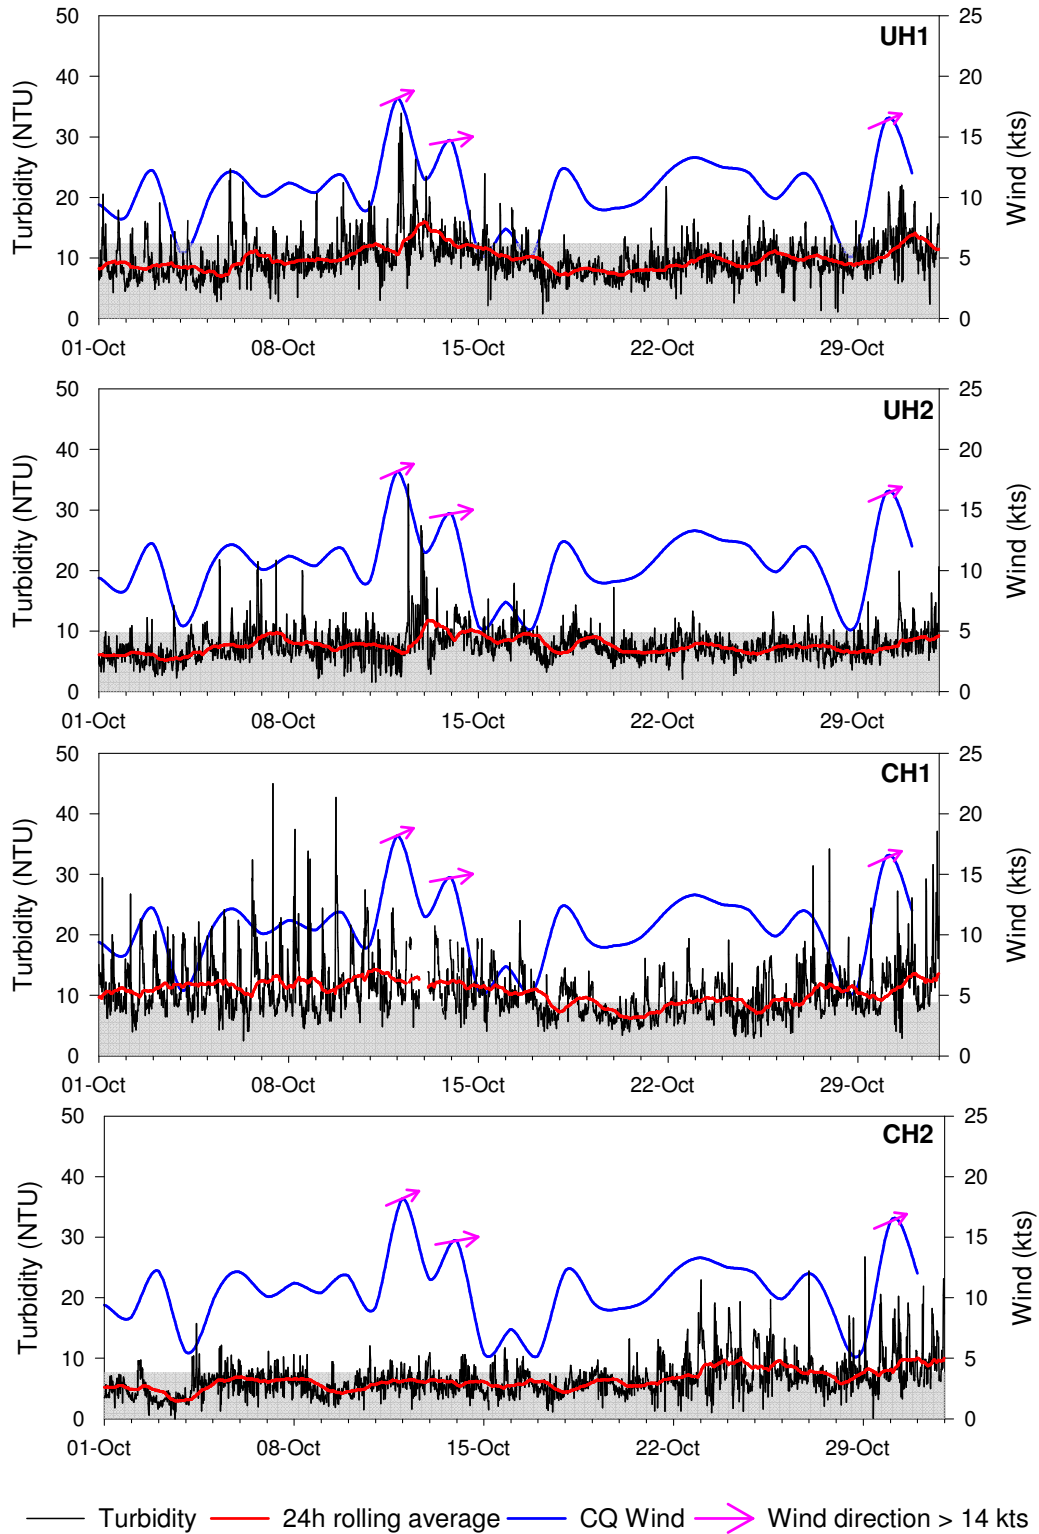 50 25
UH1
40 20
30 15
20 10
10 5
0 0
Turbidity (NTU)
Wind (kts)
01-Oct 08-Oct 15-Oct 22-Oct 29-Oct
50 25
UH2
40 20
30 15
20 10
10 5
0 0
Turbidity (NTU)
Wind (kts)
01-Oct 08-Oct 15-Oct 22-Oct 29-Oct
50 25
CH1
40 20
30 15
20 10
10 5
0 0
Turbidity (NTU)
Wind (kts)
01-Oct 08-Oct 15-Oct 22-Oct 29-Oct
50 25
CH2
40 20
30 15
20 10
10 5
0 0
Turbidity (NTU)
Wind (kts)
01-Oct 08-Oct 15-Oct 22-Oct 29-Oct
Turbidity 24h rolling average CQ Wind Wind direction > 14 kts